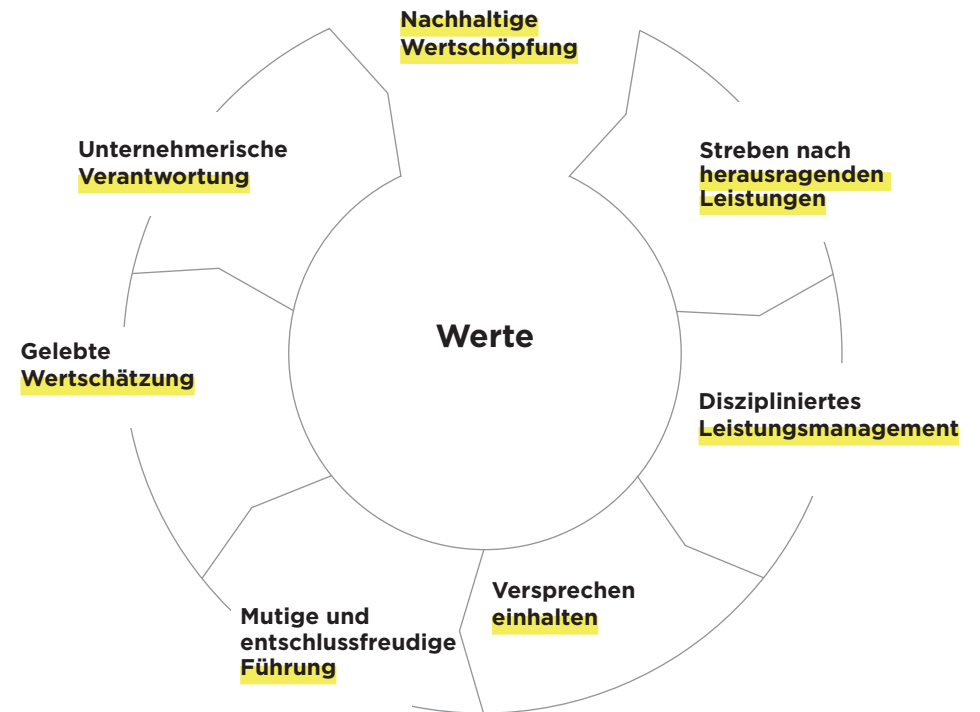 Nachhaltige
Wertschöpfung
Streben nach
herausragenden
Leistungen
Diszipliniertes
Leistungsmanagement
Versprechen
einhalten
Mutige und
entschlussfreudige
Führung
Gelebte
Wertschätzung
Unternehmerische
Verantwortung
Werte